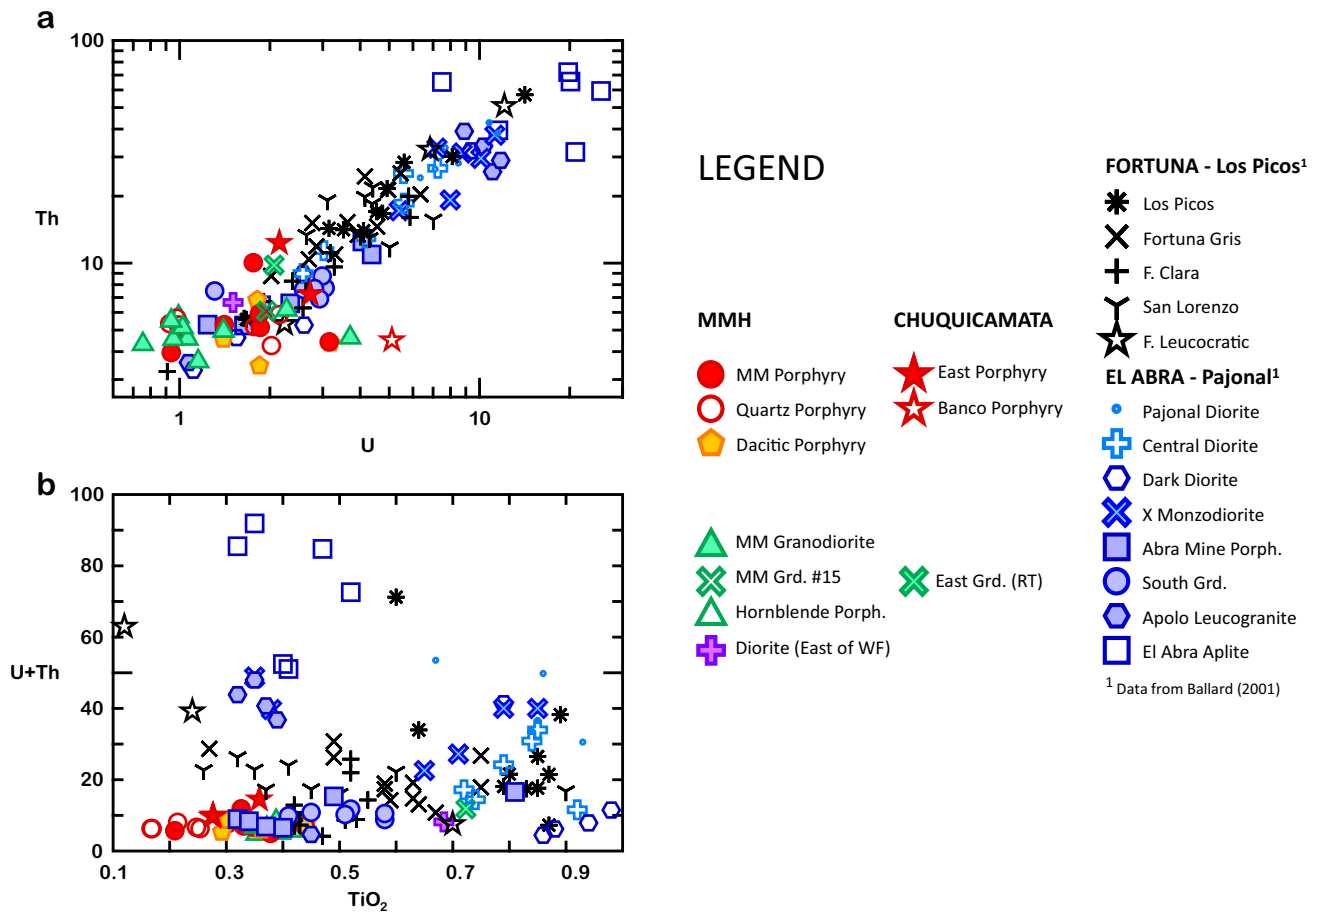 a
100
Th
10
1
10
U
b
100
80
60
U+Th
40
20
0
0.1
0.3
0.5
0.7
0.9
TiO₂
LEGEND
MMH
MM Porphyry
Quartz Porphyry
Dacitic Porphyry
MM Granodiorite
MM Grd. #15
Hornblende Porph.
Diorite (East of WF)
CHUQUICAMATA
East Porphyry
Banco Porphyry
East Grd. (RT)
FORTUNA - Los Picos¹
Los Picos
Fortuna Gris
F. Clara
San Lorenzo
F. Leucocratic
EL ABRA - Pajonal¹
Pajonal Diorite
Central Diorite
Dark Diorite
X Monzodiorite
Abra Mine Porph.
South Grd.
Apolo Leucogranite
El Abra Aplite
¹ Data from Ballard (2001)